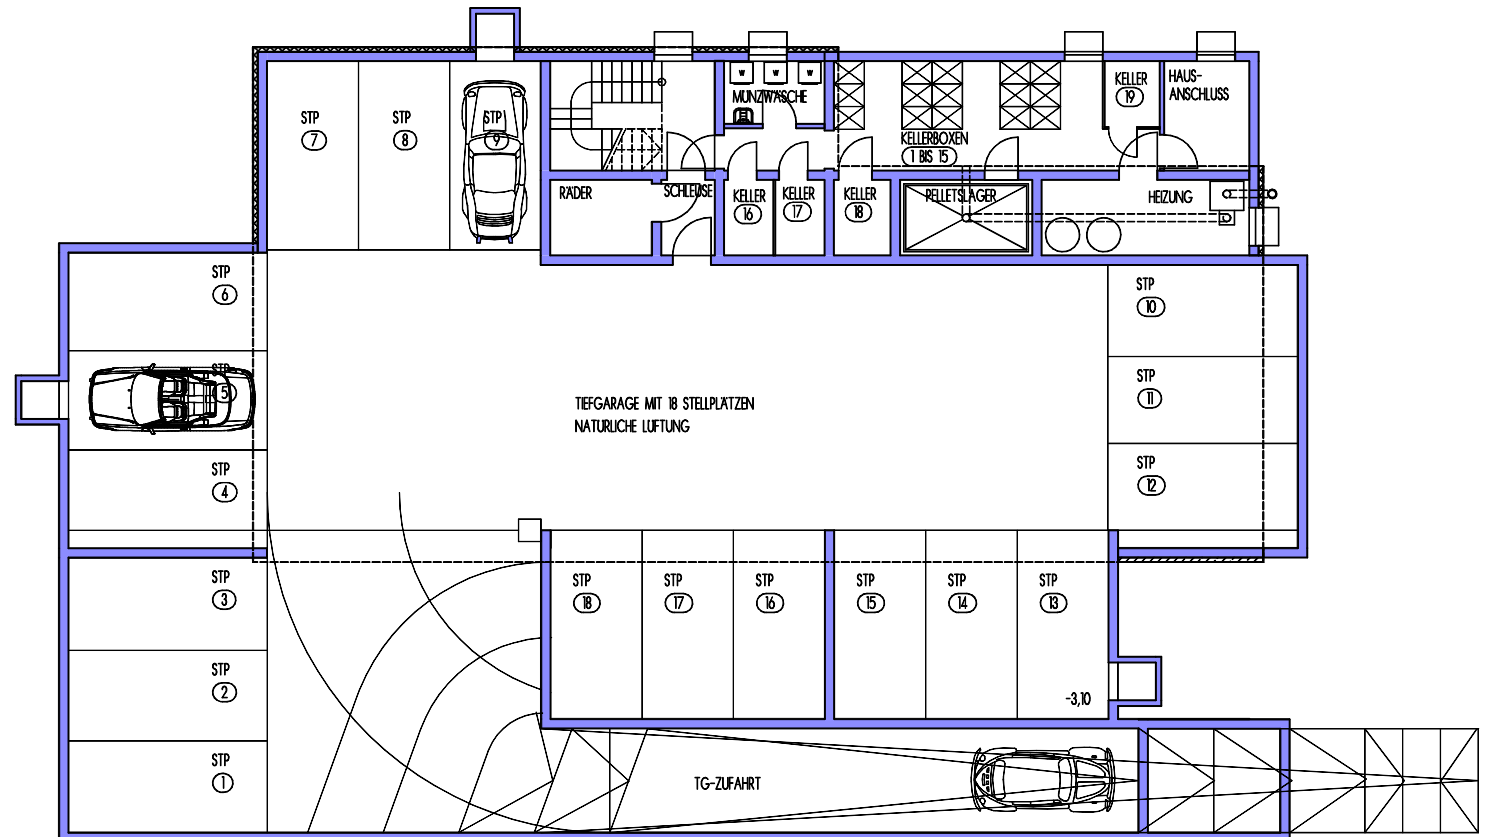 W W W
STP
7
STP
8
STP
9
MÜNZWÄSCHE
KELLER
19
HAUS-
ANSCHLUSS
KELLERBOXEN
1 BIS 15
RÄDER
SCHLEUSE
KELLER
16
KELLER
17
KELLER
18
PELLETSLAGER
HEIZUNG
STP
6
STP
5
STP
4
STP
10
STP
11
STP
12
TIEFGARAGE MIT 18 STELLPLÄTZEN
NATÜRLICHE LÜFTUNG
STP
3
STP
2
STP
1
STP
18
STP
17
STP
16
STP
15
STP
14
STP
13
-3,10
TG-ZUFAHRT